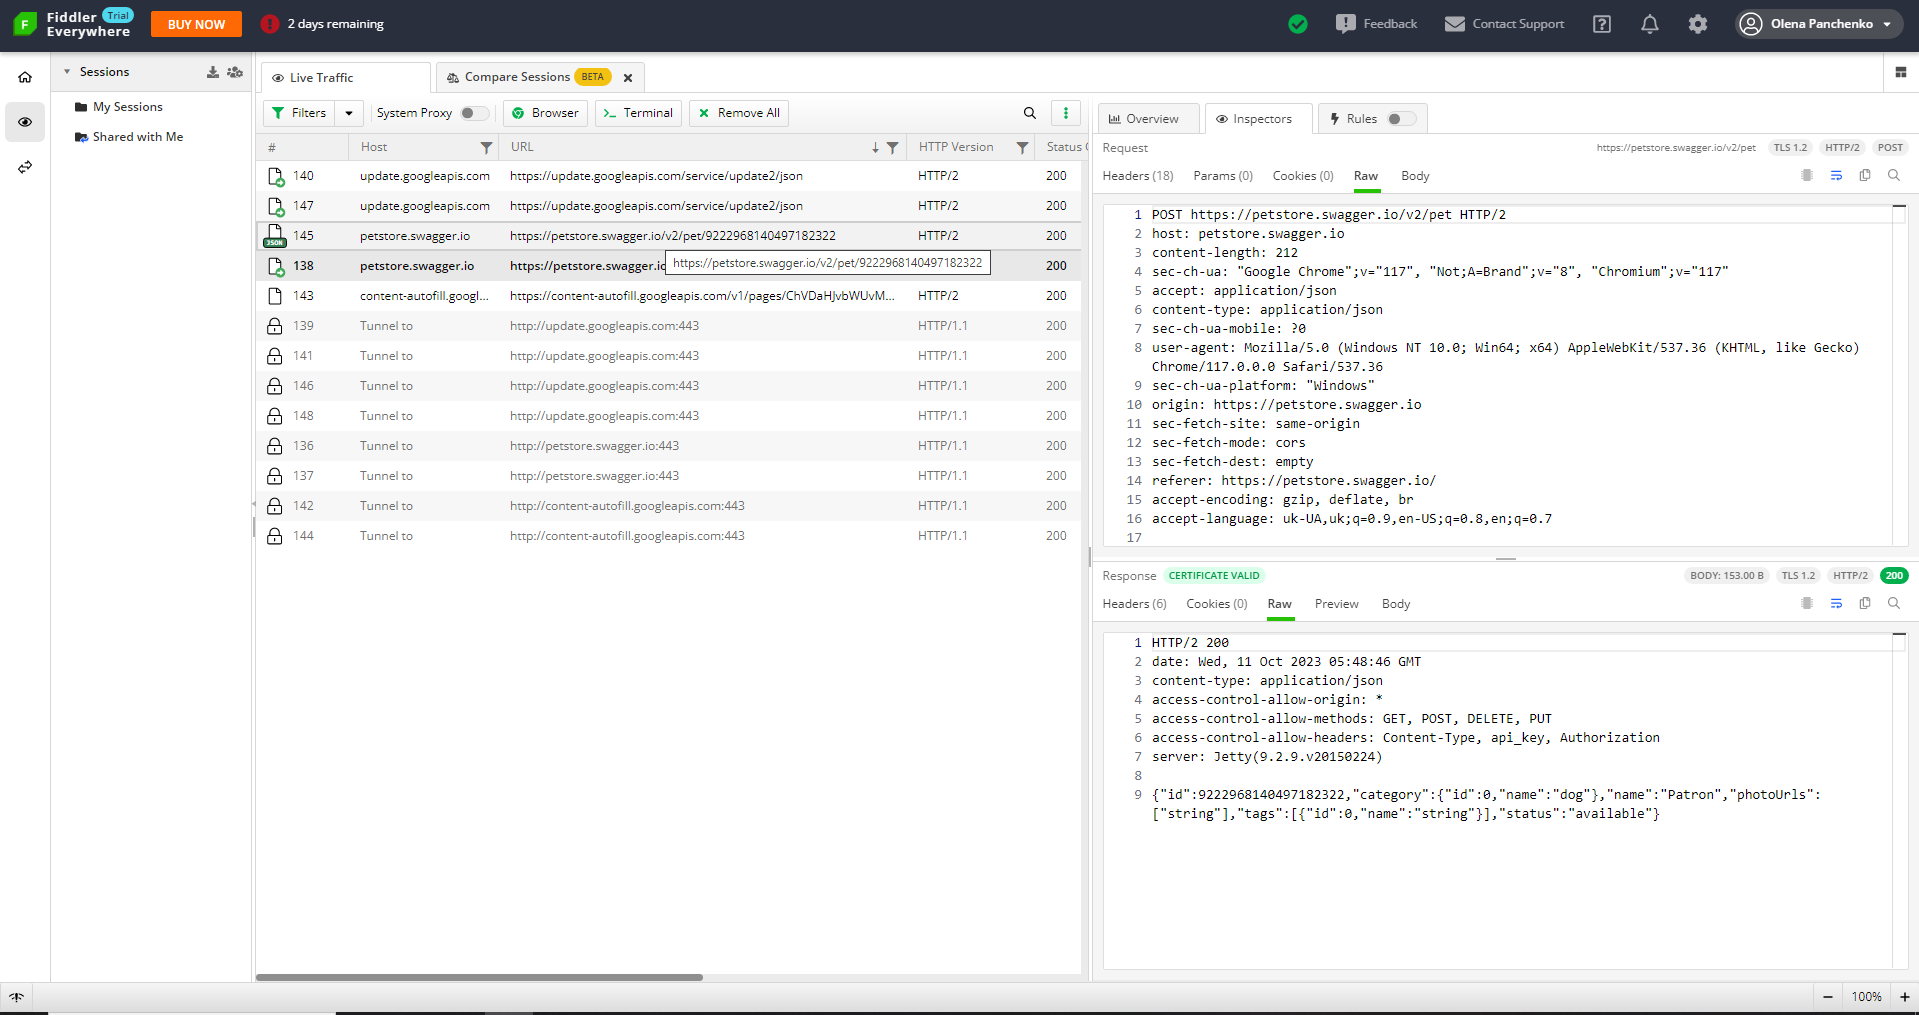 Fiddler Trial
Everywhere
BUY NOW
2 days remaining
Feedback
Contact Support
Olena Panchenko
Sessions
My Sessions
Shared with Me
Live Traffic
Compare Sessions BETA
Filters
System Proxy
Browser
Terminal
Remove All
# Host URL HTTP Version Status
140 update.googleapis.com https://update.googleapis.com/service/update2/json HTTP/2 200
147 update.googleapis.com https://update.googleapis.com/service/update2/json HTTP/2 200
JSON 145 petstore.swagger.io https://petstore.swagger.io/v2/pet/9222968140497182322 HTTP/2 200
138 petstore.swagger.io https://petstore.swagger.io 200
https://petstore.swagger.io/v2/pet/9222968140497182322
143 content-autofill.googl... https://content-autofill.googleapis.com/v1/pages/ChVDaHJvbWUvM... HTTP/2 200
139 Tunnel to http://update.googleapis.com:443 HTTP/1.1 200
141 Tunnel to http://update.googleapis.com:443 HTTP/1.1 200
146 Tunnel to http://update.googleapis.com:443 HTTP/1.1 200
148 Tunnel to http://update.googleapis.com:443 HTTP/1.1 200
136 Tunnel to http://petstore.swagger.io:443 HTTP/1.1 200
137 Tunnel to http://petstore.swagger.io:443 HTTP/1.1 200
142 Tunnel to http://content-autofill.googleapis.com:443 HTTP/1.1 200
144 Tunnel to http://content-autofill.googleapis.com:443 HTTP/1.1 200
Overview
Inspectors
Rules
Request https://petstore.swagger.io/v2/pet TLS 1.2 HTTP/2 POST
Headers (18) Params (0) Cookies (0) Raw Body
1 POST https://petstore.swagger.io/v2/pet HTTP/2
2 host: petstore.swagger.io
3 content-length: 212
4 sec-ch-ua: "Google Chrome";v="117", "Not;A=Brand";v="8", "Chromium";v="117"
5 accept: application/json
6 content-type: application/json
7 sec-ch-ua-mobile: ?0
8 user-agent: Mozilla/5.0 (Windows NT 10.0; Win64; x64) AppleWebKit/537.36 (KHTML, like Gecko)
Chrome/117.0.0.0 Safari/537.36
9 sec-ch-ua-platform: "Windows"
10 origin: https://petstore.swagger.io
11 sec-fetch-site: same-origin
12 sec-fetch-mode: cors
13 sec-fetch-dest: empty
14 referer: https://petstore.swagger.io/
15 accept-encoding: gzip, deflate, br
16 accept-language: uk-UA,uk;q=0.9,en-US;q=0.8,en;q=0.7
17
Response CERTIFICATE VALID BODY: 153.00 B TLS 1.2 HTTP/2 200
Headers (6) Cookies (0) Raw Preview Body
1 HTTP/2 200
2 date: Wed, 11 Oct 2023 05:48:46 GMT
3 content-type: application/json
4 access-control-allow-origin: *
5 access-control-allow-methods: GET, POST, DELETE, PUT
6 access-control-allow-headers: Content-Type, api_key, Authorization
7 server: Jetty(9.2.9.v20150224)
8
9 {"id":9222968140497182322,"category":{"id":0,"name":"dog"},"name":"Patron","photoUrls":
["string"],"tags":[{"id":0,"name":"string"}],"status":"available"}
100%